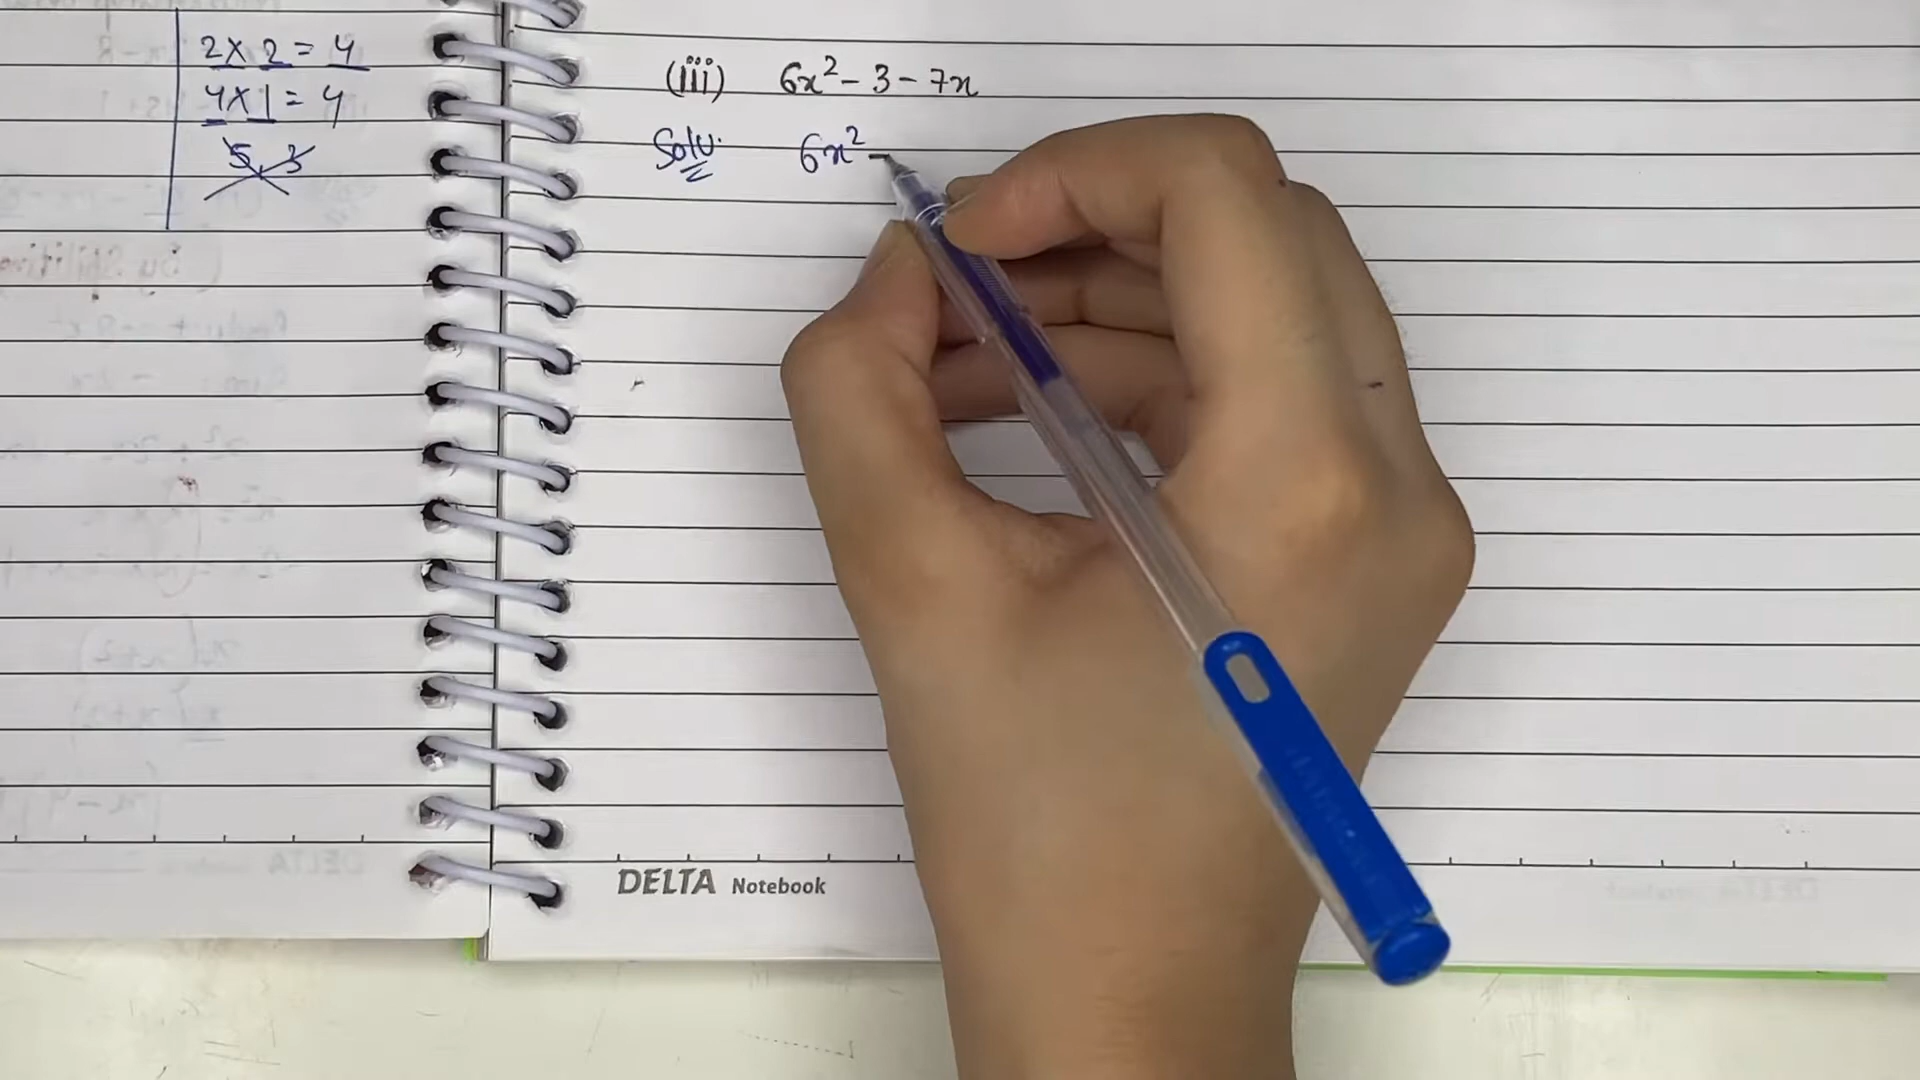 2 x 2 = 4
4 x 1 = 4
5, 3
(iii) 6x² - 3 - 7x
Solu: 6x² -
DELTA Notebook